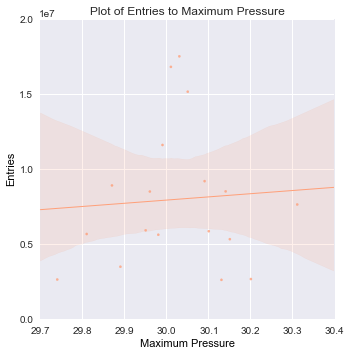 Plot of Entries to Maximum Pressure
1e7
2.0
1.5
1.0
0.5
0.0
Entries
29.7 29.8 29.9 30.0 30.1 30.2 30.3 30.4
Maximum Pressure